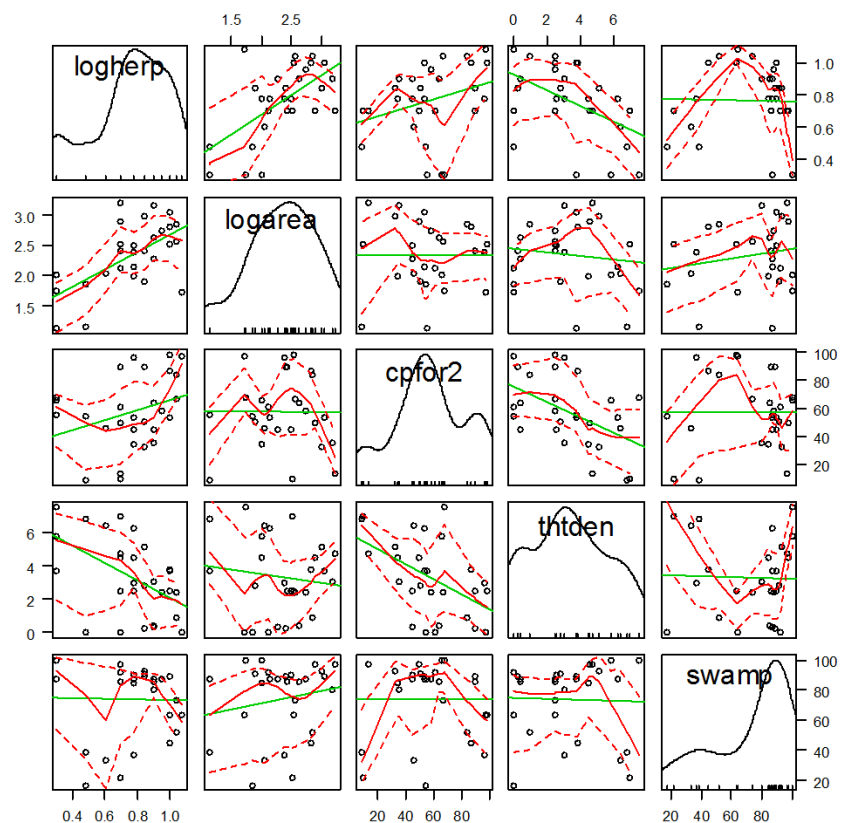 1.5 2.5 0 2 4 6
logherp 0.4 0.6 0.8 1.0
1.5 2.0 2.5 3.0 logarea
cpfor2 20 40 60 80 100
0 2 4 6 thtden
swamp 20 40 60 80 100
0.4 0.6 0.8 1.0 20 40 60 80 20 40 60 80